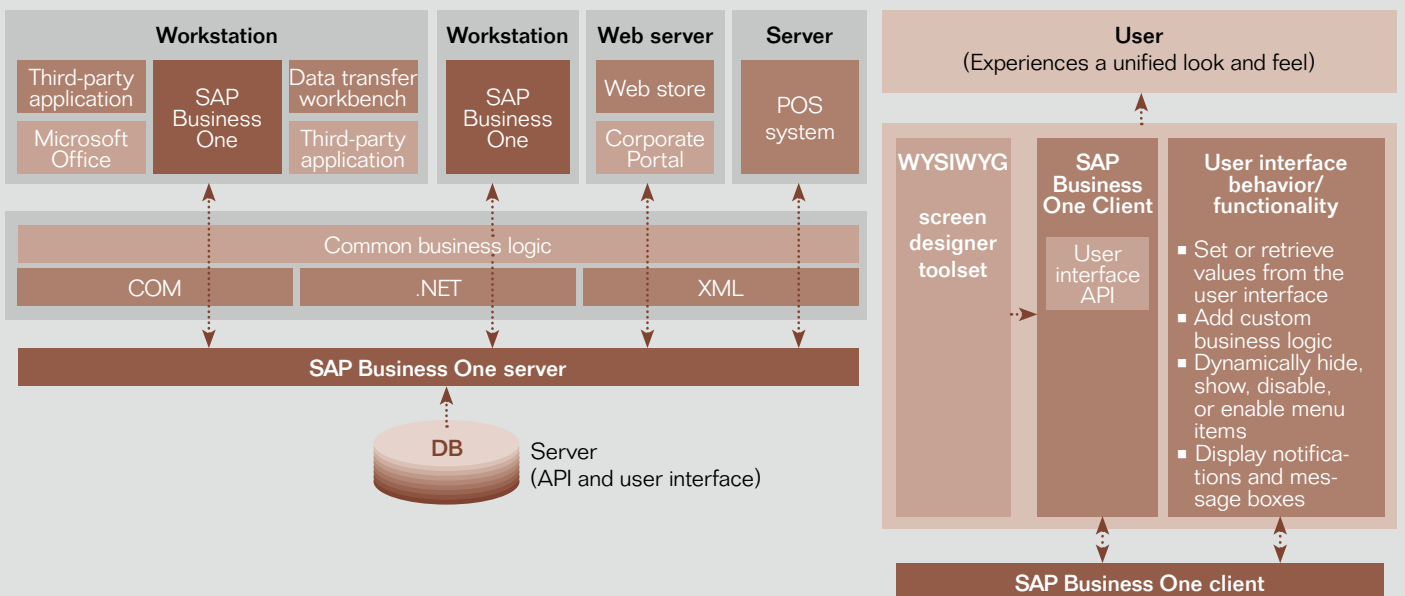 Workstation
Third-party
application
Microsoft
Office
SAP
Business
One
Data transfer
workbench
Third-party
application
Workstation
SAP
Business
One
Web server
Web store
Corporate
Portal
Server
POS
system
Common business logic
COM
.NET
XML
SAP Business One server
DB
Server
(API and user interface)
User
(Experiences a unified look and feel)
WYSIWYG
screen
designer
toolset
SAP
Business
One Client
User
interface
API
User interface
behavior/
functionality
▪ Set or retrieve
values from the
user interface
▪ Add custom
business logic
▪ Dynamically hide,
show, disable,
or enable menu
items
▪ Display notifica-
tions and mes-
sage boxes
SAP Business One client